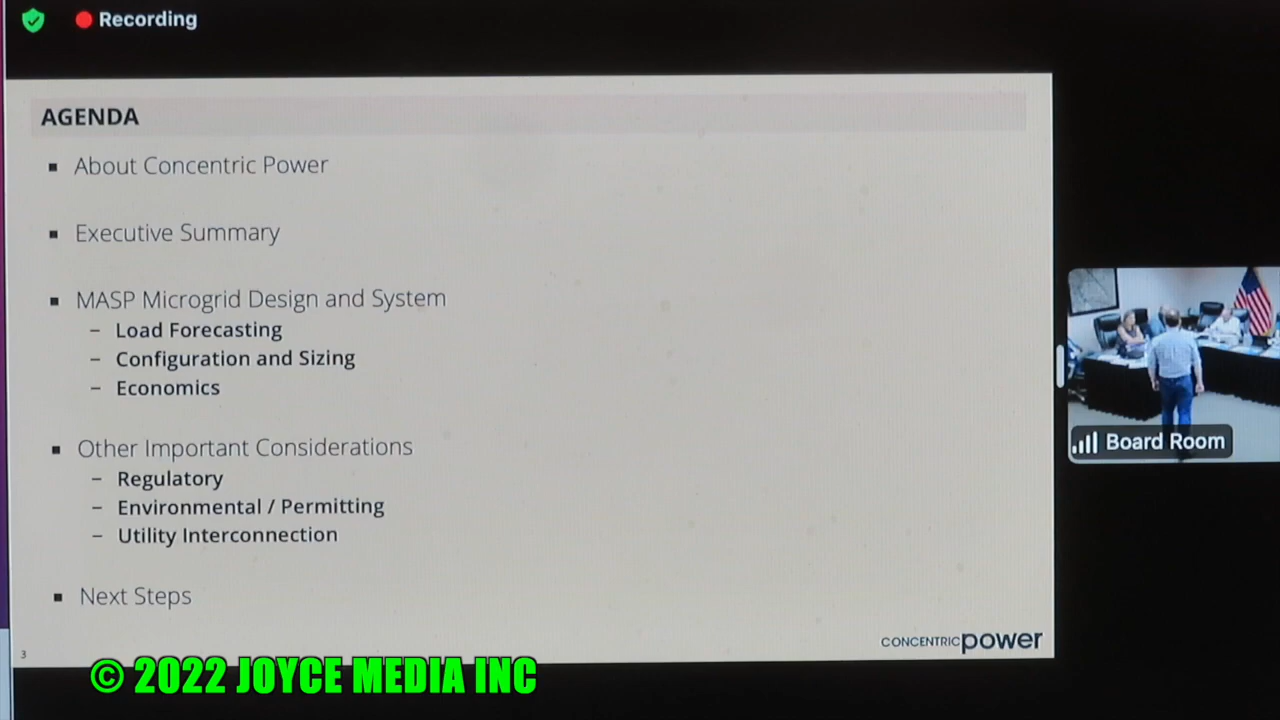 Recording
AGENDA
▪ About Concentric Power
▪ Executive Summary
▪ MASP Microgrid Design and System
– Load Forecasting
– Configuration and Sizing
– Economics
▪ Other Important Considerations
– Regulatory
– Environmental / Permitting
– Utility Interconnection
▪ Next Steps
Board Room
3
CONCENTRICpower
© 2022 JOYCE MEDIA INC